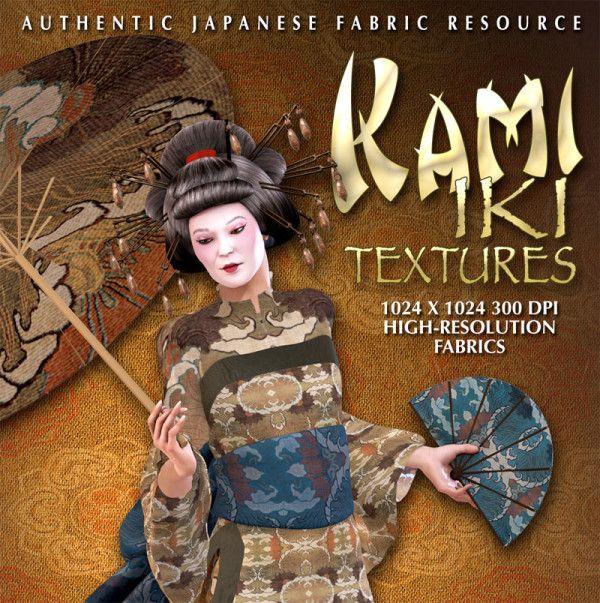 AUTHENTIC JAPANESE FABRIC RESOURCE
KAMI
IKI
TEXTURES
1024 X 1024 300 DPI
HIGH-RESOLUTION
FABRICS